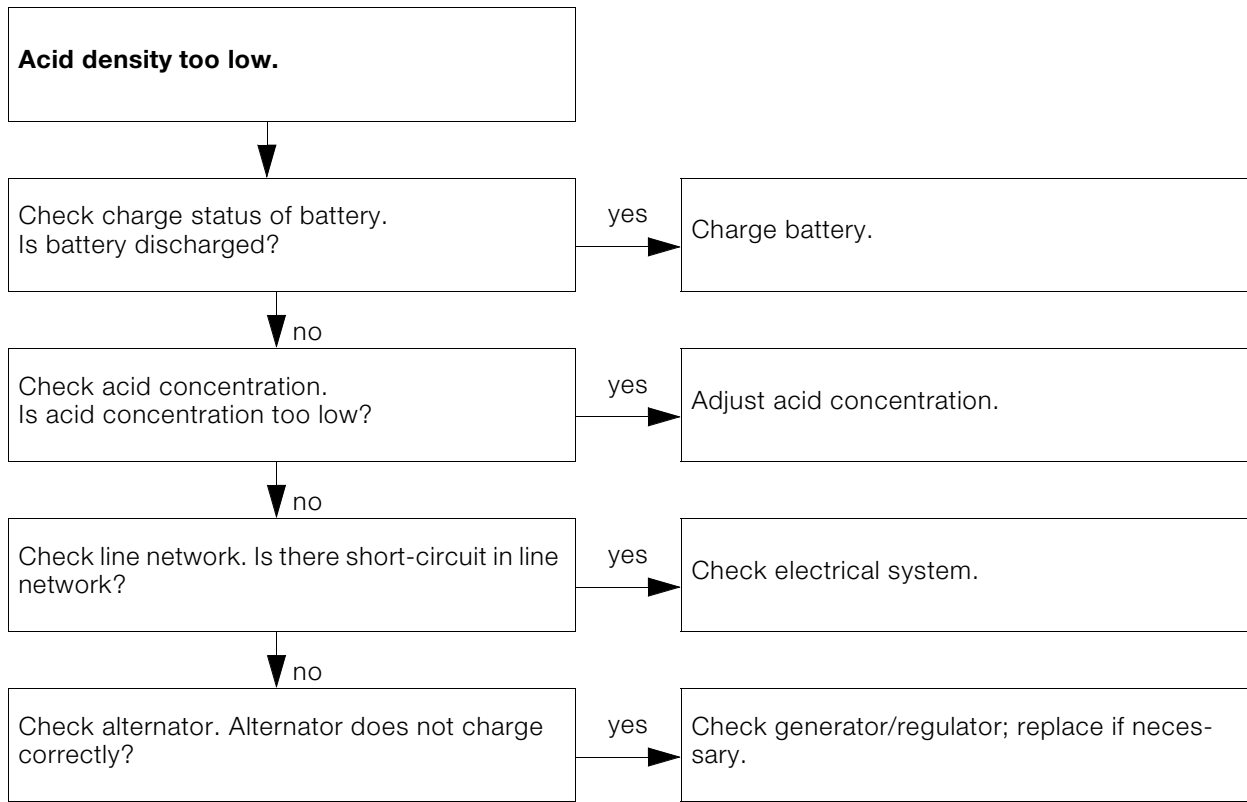 Acid density too low.
Check charge status of battery.
Is battery discharged?
yes
Charge battery.
no
Check acid concentration.
Is acid concentration too low?
yes
Adjust acid concentration.
no
Check line network. Is there short-circuit in line
network?
yes
Check electrical system.
no
Check alternator. Alternator does not charge
correctly?
yes
Check generator/regulator; replace if neces-
sary.